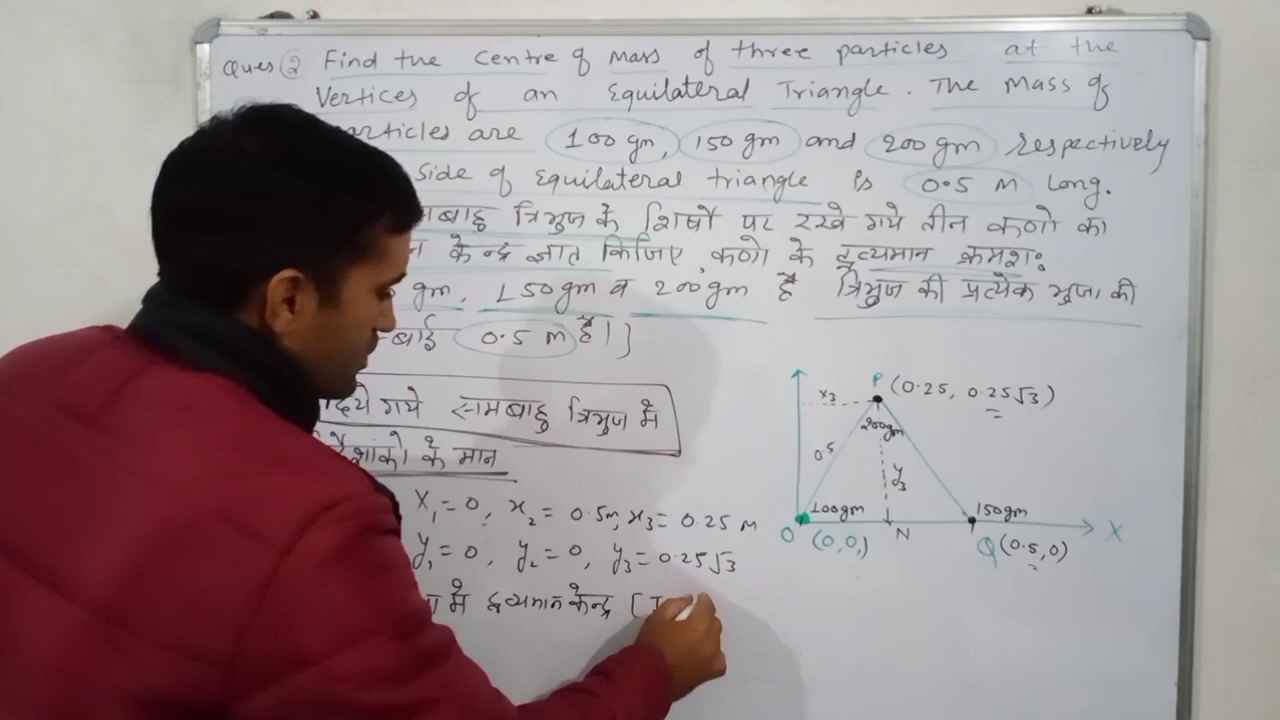 Ques ② Find the Centre of Mass of three particles at the
Vertices of an Equilateral Triangle. The Mass of
articles are 100 gm, 150 gm and 200 gm respectively
side of equilateral triangle is 0.5 M Long.
बाहु त्रिभुज के शिर्षो पर रखे गये तीन कणो का
केन्द्र ज्ञात किजिए, कणो के द्रव्यमान क्रमशः
gm, 150gm व 200gm है त्रिभुज की प्रत्येक भुजा की
बाई 0.5 m है।]
दिये गये सामबाहु त्रिभुज मे
के मान
X₁ = 0, x₂ = 0.5m, x₃ = 0.25 m
y₁ = 0, y₂ = 0, y₃ = 0.25√3
मे द्रव्यमान केन्द्र [I
P (0.25, 0.25√3)
x₃
200gm
0.5
y₃
100gm
150gm
O (0,0,)
N
Q (0.5, 0)
X